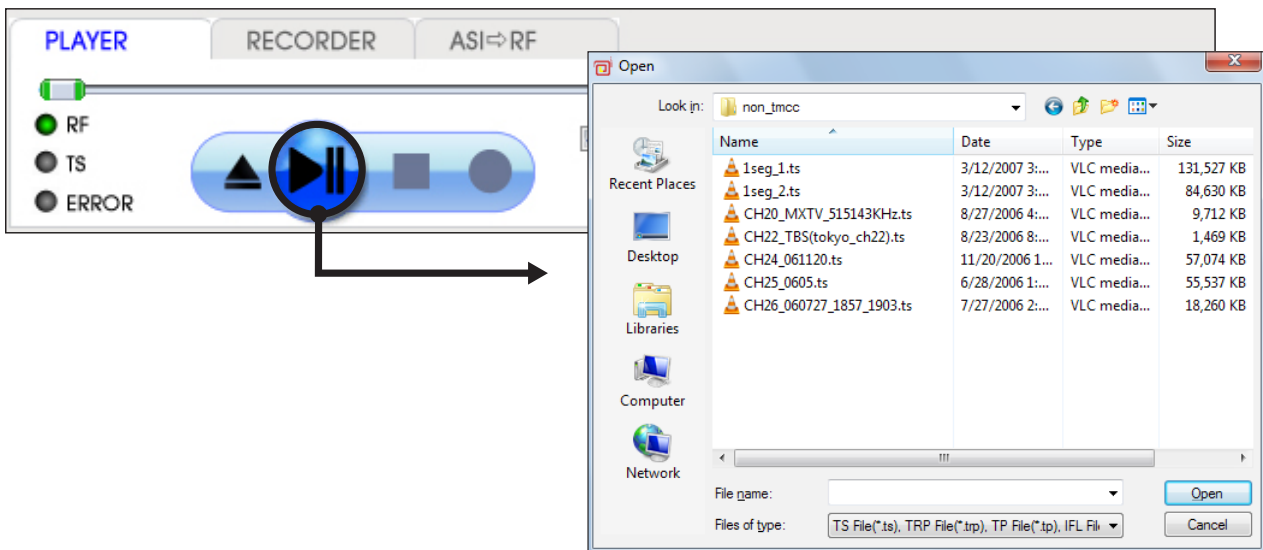 PLAYER RECORDER ASI⇨RF
RF
TS
ERROR
Open
Look in: non_tmcc
Name Date Type Size
1seg_1.ts 3/12/2007 3:... VLC media... 131,527 KB
1seg_2.ts 3/12/2007 3:... VLC media... 84,630 KB
CH20_MXTV_515143KHz.ts 8/27/2006 4:... VLC media... 9,712 KB
CH22_TBS(tokyo_ch22).ts 8/23/2006 8:... VLC media... 1,469 KB
CH24_061120.ts 11/20/2006 1... VLC media... 57,074 KB
CH25_0605.ts 6/28/2006 1:... VLC media... 55,537 KB
CH26_060727_1857_1903.ts 7/27/2006 2:... VLC media... 18,260 KB
Recent Places
Desktop
Libraries
Computer
Network
File name: Open
Files of type: TS File(*.ts), TRP File(*.trp), TP File(*.tp), IFL Fil Cancel